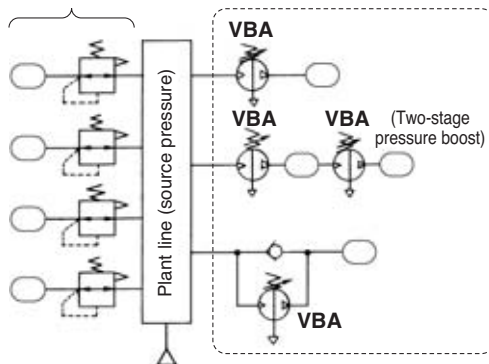 VBA
VBA
VBA
(Two-stage
pressure boost)
Plant line (source pressure)
VBA